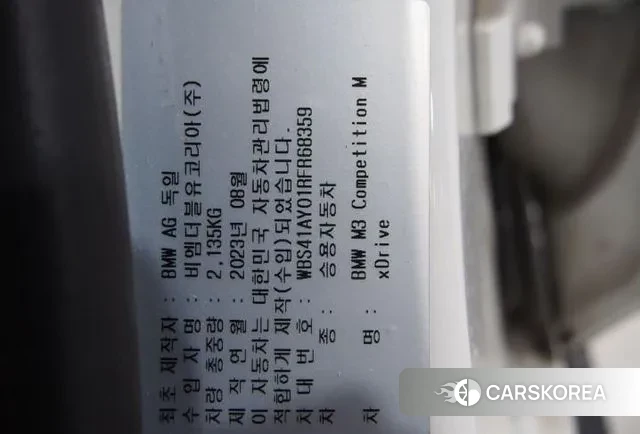 최초 제작자 : BMW AG 독일
수 입 자 명 : 비엠더블유코리아(주)
차량 총중량 : 2,135KG
제 작 연 월 : 2023년 08월
이 자동차는 대한민국 자동차관리법령에
적합하게 제작(수입)되었습니다.
차 대 번 호 : WBS41AY01RFR68359
차 종 : 승용자동차
차 명 : BMW M3 Competition M
xDrive
CARSKOREA